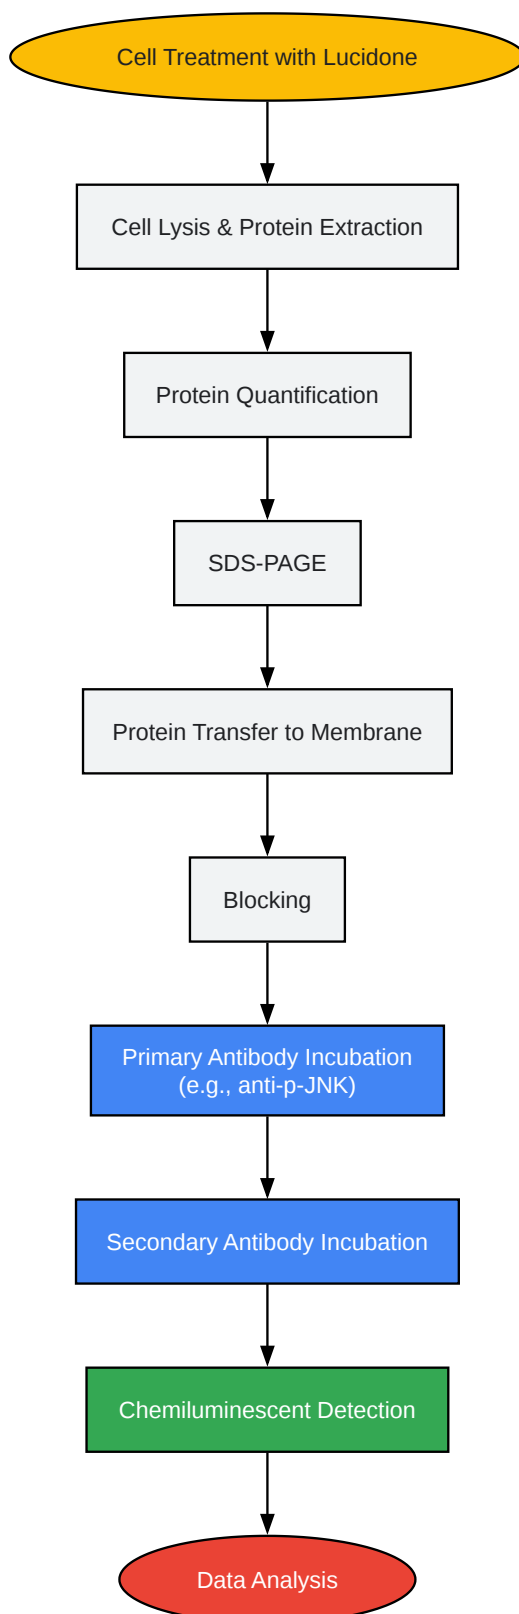 Cell Treatment with Lucidone
Cell Lysis & Protein Extraction
Protein Quantification
SDS-PAGE
Protein Transfer to Membrane
Blocking
Primary Antibody Incubation
(e.g., anti-p-JNK)
Secondary Antibody Incubation
Chemiluminescent Detection
Data Analysis